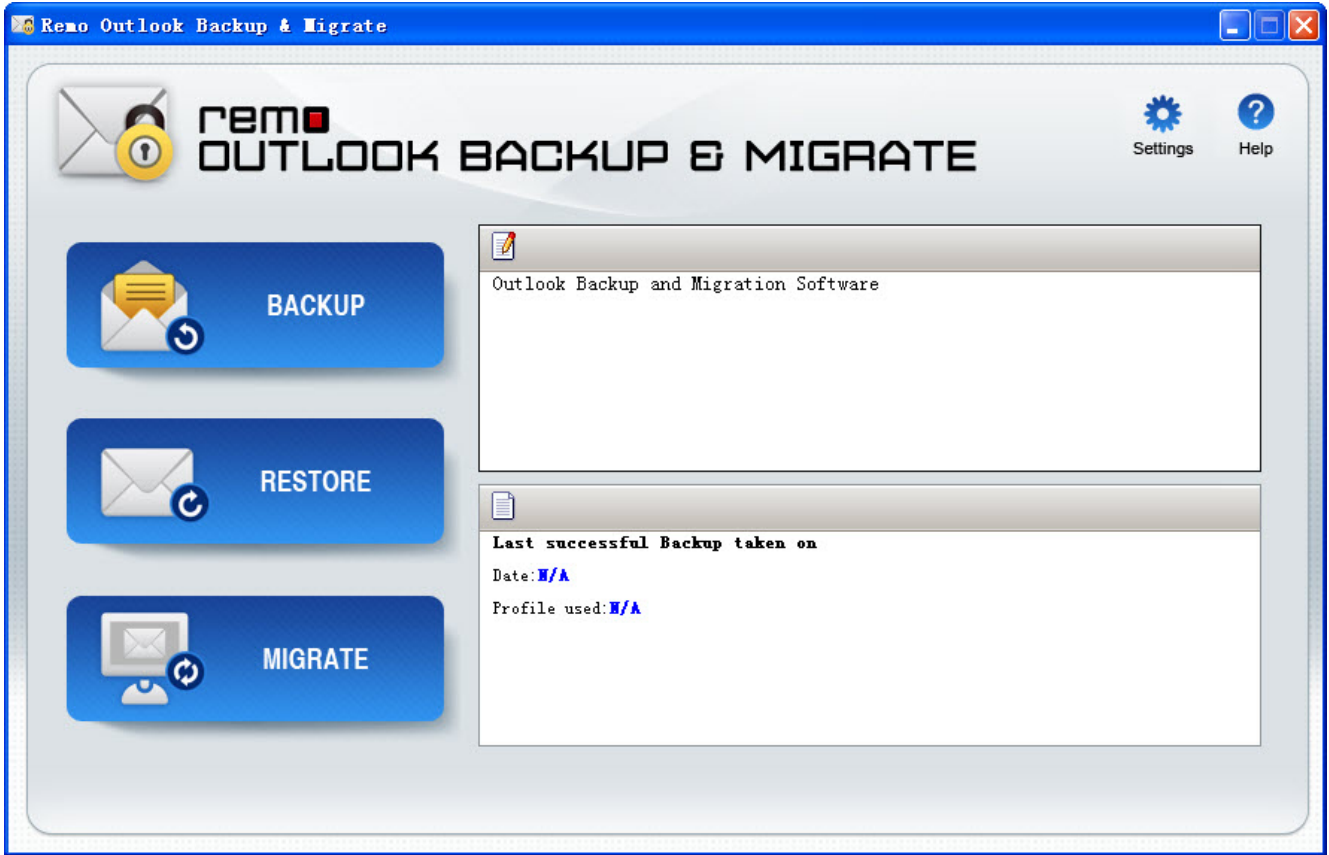 Remo Outlook Backup & Migrate
remo
OUTLOOK BACKUP & MIGRATE
Settings
Help
BACKUP
Outlook Backup and Migration Software
RESTORE
Last successful Backup taken on
Date:N/A
Profile used:N/A
MIGRATE